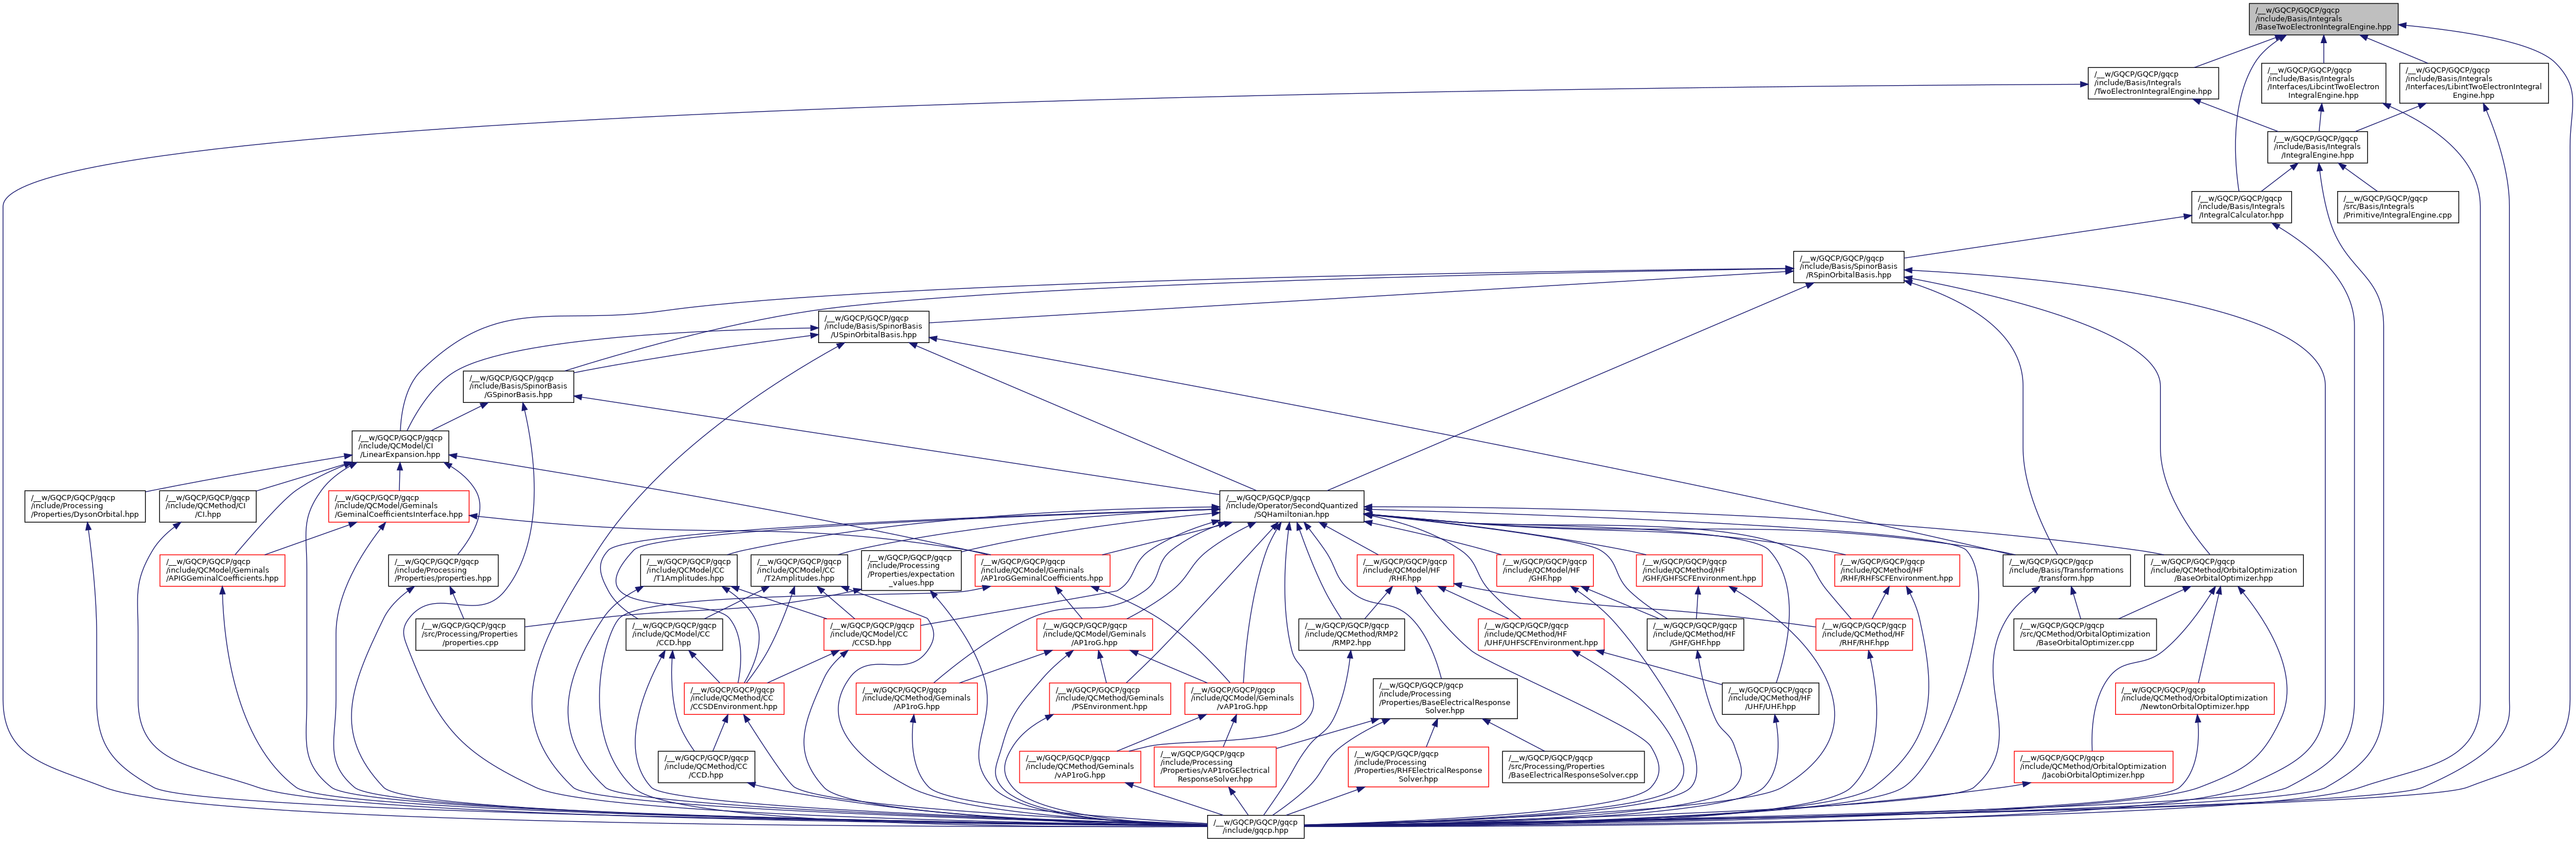 /__w/GQCP/GQCP/gqcp
/include/Basis/Integrals
/BaseTwoElectronIntegralEngine.hpp
/__w/GQCP/GQCP/gqcp
/include/Basis/Integrals
/TwoElectronIntegralEngine.hpp
/__w/GQCP/GQCP/gqcp
/include/Basis/Integrals
/Interfaces/LibcintTwoElectron
IntegralEngine.hpp
/__w/GQCP/GQCP/gqcp
/include/Basis/Integrals
/Interfaces/LibintTwoElectronIntegral
Engine.hpp
/__w/GQCP/GQCP/gqcp
/include/Basis/Integrals
/IntegralEngine.hpp
/__w/GQCP/GQCP/gqcp
/include/Basis/Integrals
/IntegralCalculator.hpp
/__w/GQCP/GQCP/gqcp
/src/Basis/Integrals
/Primitive/IntegralEngine.cpp
/__w/GQCP/GQCP/gqcp
/include/Basis/SpinorBasis
/RSpinOrbitalBasis.hpp
/__w/GQCP/GQCP/gqcp
/include/Basis/SpinorBasis
/USpinOrbitalBasis.hpp
/__w/GQCP/GQCP/gqcp
/include/Basis/SpinorBasis
/GSpinorBasis.hpp
/__w/GQCP/GQCP/gqcp
/include/QCModel/CI
/LinearExpansion.hpp
/__w/GQCP/GQCP/gqcp
/include/Processing
/Properties/DysonOrbital.hpp
/__w/GQCP/GQCP/gqcp
/include/QCMethod/CI
/CI.hpp
/__w/GQCP/GQCP/gqcp
/include/QCModel/Geminals
/GeminalCoefficientsInterface.hpp
/__w/GQCP/GQCP/gqcp
/include/Operator/SecondQuantized
/SQHamiltonian.hpp
/__w/GQCP/GQCP/gqcp
/include/QCModel/Geminals
/APIGGeminalCoefficients.hpp
/__w/GQCP/GQCP/gqcp
/include/Processing
/Properties/properties.hpp
/__w/GQCP/GQCP/gqcp
/include/QCModel/CC
/T1Amplitudes.hpp
/__w/GQCP/GQCP/gqcp
/include/QCModel/CC
/T2Amplitudes.hpp
/__w/GQCP/GQCP/gqcp
/include/Processing
/Properties/expectation
_values.hpp
/__w/GQCP/GQCP/gqcp
/include/QCModel/Geminals
/AP1roGGeminalCoefficients.hpp
/__w/GQCP/GQCP/gqcp
/include/QCModel/HF
/RHF.hpp
/__w/GQCP/GQCP/gqcp
/include/QCModel/HF
/GHF.hpp
/__w/GQCP/GQCP/gqcp
/include/QCMethod/HF
/GHF/GHFSCFEnvironment.hpp
/__w/GQCP/GQCP/gqcp
/include/QCMethod/HF
/RHF/RHFSCFEnvironment.hpp
/__w/GQCP/GQCP/gqcp
/include/Basis/Transformations
/transform.hpp
/__w/GQCP/GQCP/gqcp
/include/QCMethod/OrbitalOptimization
/BaseOrbitalOptimizer.hpp
/__w/GQCP/GQCP/gqcp
/src/Processing/Properties
/properties.cpp
/__w/GQCP/GQCP/gqcp
/include/QCModel/CC
/CCD.hpp
/__w/GQCP/GQCP/gqcp
/include/QCModel/CC
/CCSD.hpp
/__w/GQCP/GQCP/gqcp
/include/QCModel/Geminals
/AP1roG.hpp
/__w/GQCP/GQCP/gqcp
/include/QCMethod/RMP2
/RMP2.hpp
/__w/GQCP/GQCP/gqcp
/include/QCMethod/HF
/UHF/UHFSCFEnvironment.hpp
/__w/GQCP/GQCP/gqcp
/include/QCMethod/HF
/GHF/GHF.hpp
/__w/GQCP/GQCP/gqcp
/include/QCMethod/HF
/RHF/RHF.hpp
/__w/GQCP/GQCP/gqcp
/src/QCMethod/OrbitalOptimization
/BaseOrbitalOptimizer.cpp
/__w/GQCP/GQCP/gqcp
/include/QCMethod/CC
/CCSDEnvironment.hpp
/__w/GQCP/GQCP/gqcp
/include/QCMethod/Geminals
/AP1roG.hpp
/__w/GQCP/GQCP/gqcp
/include/QCMethod/Geminals
/PSEnvironment.hpp
/__w/GQCP/GQCP/gqcp
/include/QCModel/Geminals
/vAP1roG.hpp
/__w/GQCP/GQCP/gqcp
/include/Processing
/Properties/BaseElectricalResponse
Solver.hpp
/__w/GQCP/GQCP/gqcp
/include/QCMethod/HF
/UHF/UHF.hpp
/__w/GQCP/GQCP/gqcp
/include/QCMethod/OrbitalOptimization
/NewtonOrbitalOptimizer.hpp
/__w/GQCP/GQCP/gqcp
/include/QCMethod/CC
/CCD.hpp
/__w/GQCP/GQCP/gqcp
/include/QCMethod/Geminals
/vAP1roG.hpp
/__w/GQCP/GQCP/gqcp
/include/Processing
/Properties/vAP1roGElectrical
ResponseSolver.hpp
/__w/GQCP/GQCP/gqcp
/include/Processing
/Properties/RHFElectricalResponse
Solver.hpp
/__w/GQCP/GQCP/gqcp
/src/Processing/Properties
/BaseElectricalResponseSolver.cpp
/__w/GQCP/GQCP/gqcp
/include/QCMethod/OrbitalOptimization
/JacobiOrbitalOptimizer.hpp
/__w/GQCP/GQCP/gqcp
/include/gqcp.hpp